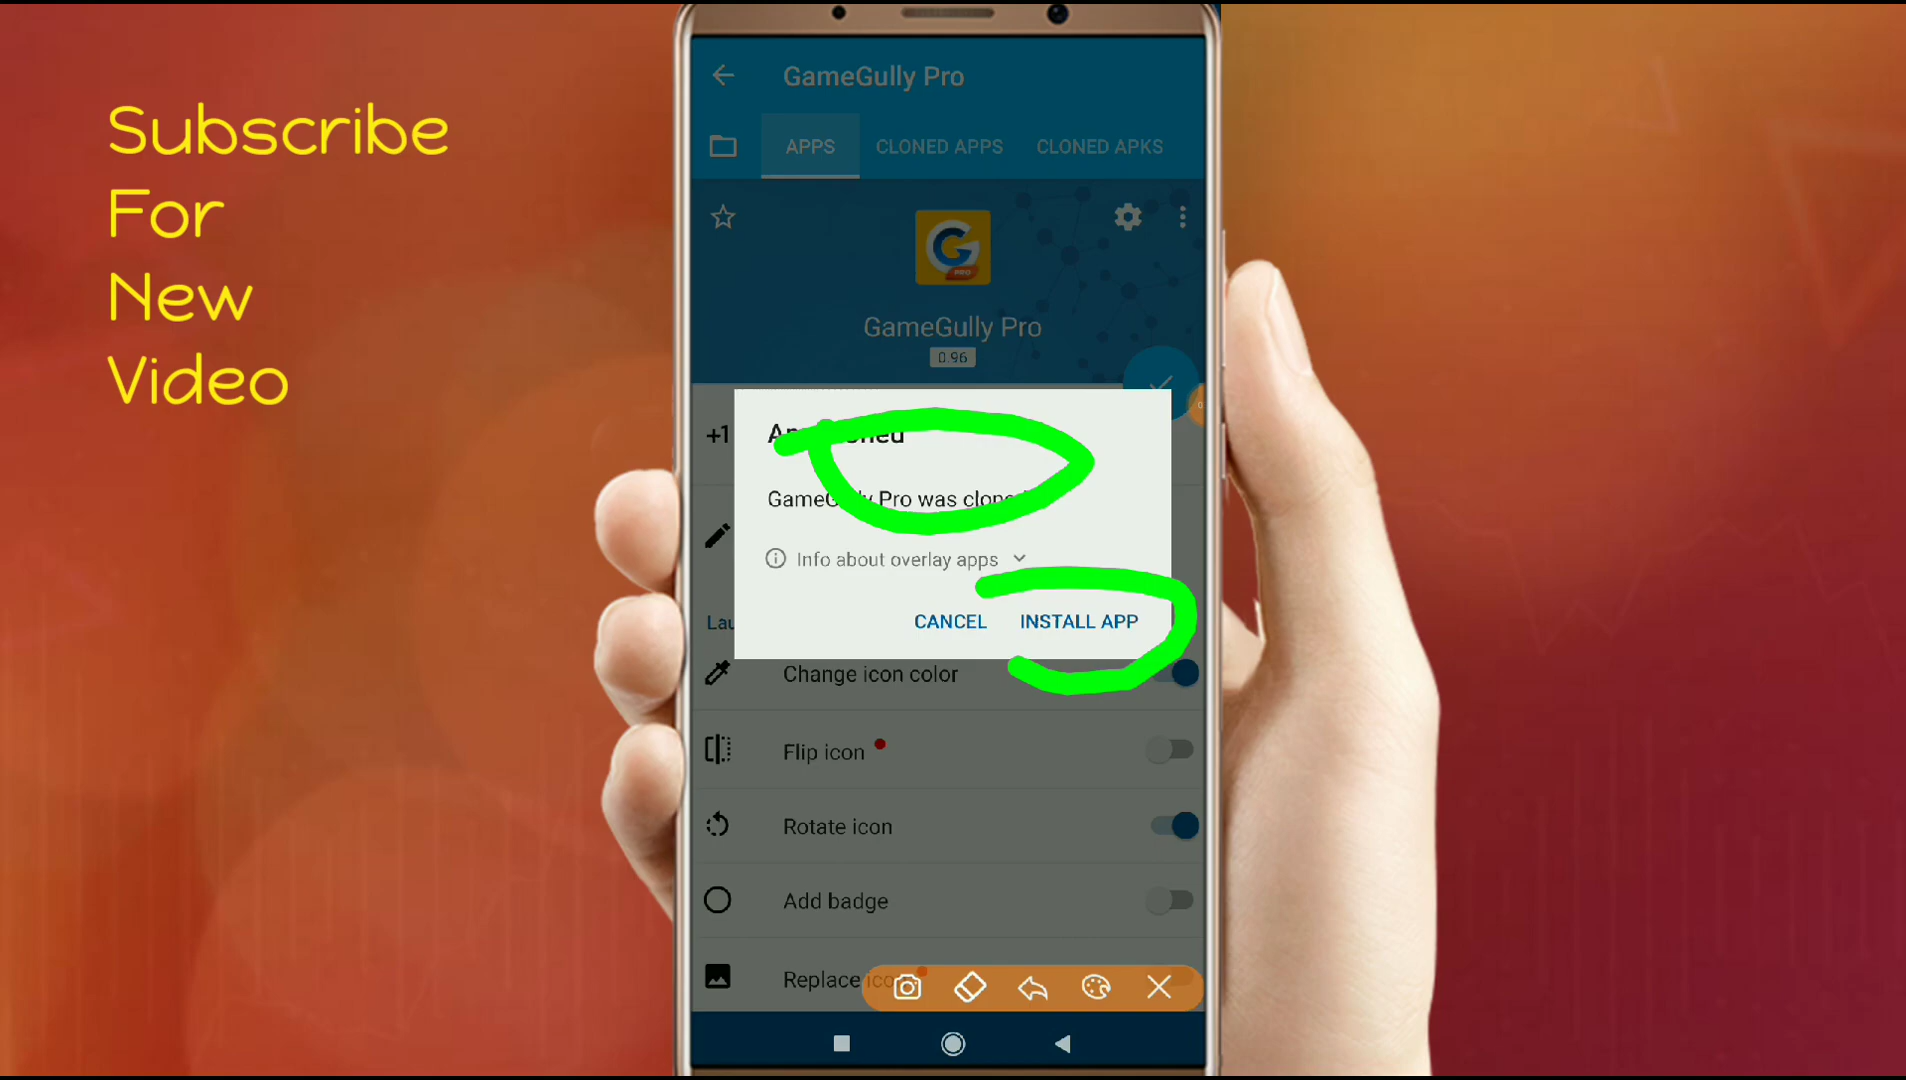 Subscribe
For
New
Video
GameGully Pro
APPS CLONED APPS CLONED APKS
PRO
GameGully Pro
0.96
+1
GameGully Pro was cloned
Info about overlay apps
CANCEL INSTALL APP
Lau
Change icon color
Flip icon
Rotate icon
Add badge
Replace icon